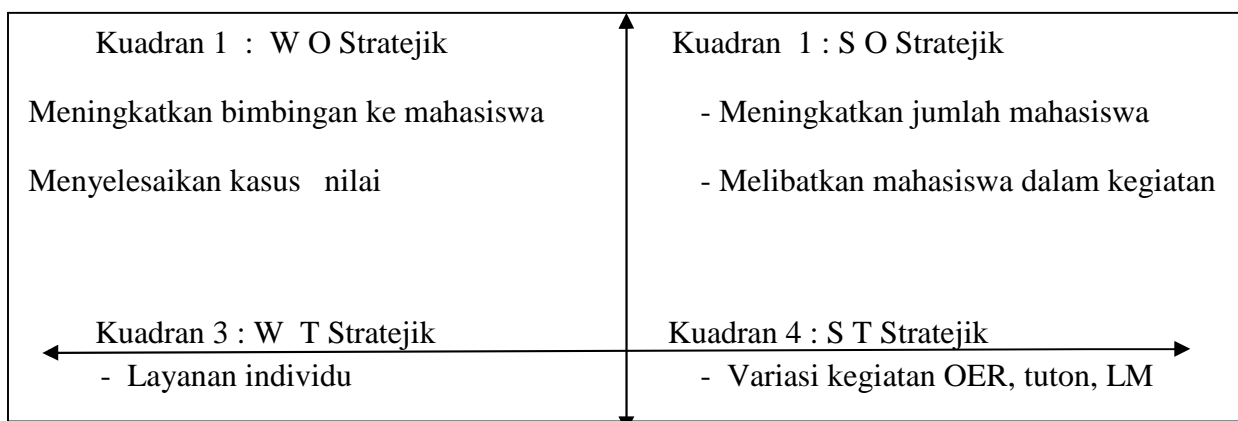 Kuadran 1 : W O Stratejik
Meningkatkan bimbingan ke mahasiswa
Menyelesaikan kasus nilai
Kuadran 1 : S O Stratejik
- Meningkatkan jumlah mahasiswa
- Melibatkan mahasiswa dalam kegiatan
Kuadran 3 : W T Stratejik
- Layanan individu
Kuadran 4 : S T Stratejik
- Variasi kegiatan OER, tuton, LM